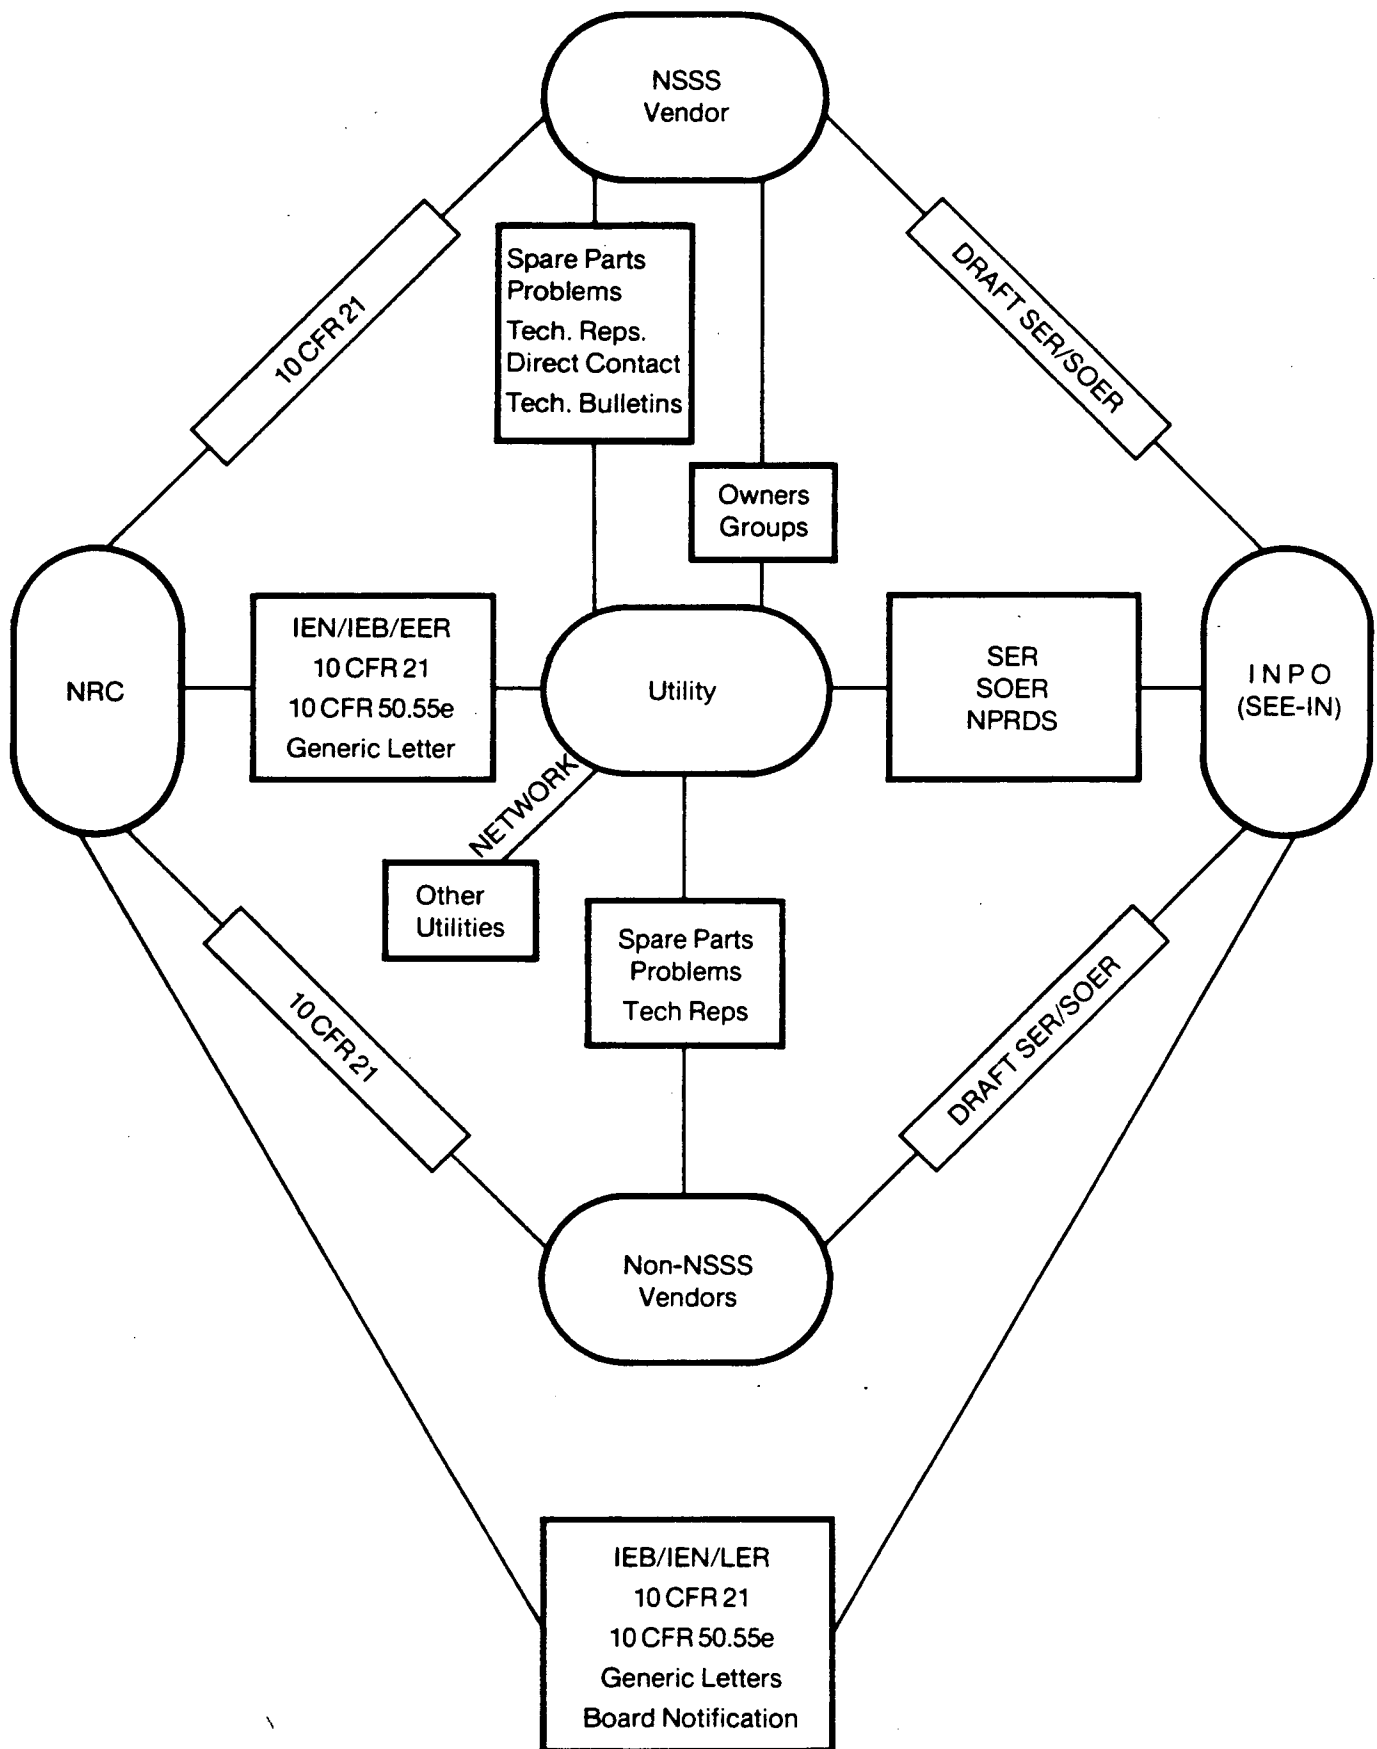 NSSS
Vendor
10 CFR 21
Spare Parts
Problems
Tech. Reps.
Direct Contact
Tech. Bulletins
DRAFT SER/SOER
Owners
Groups
NRC
IEN/IEB/EER
10 CFR 21
10 CFR 50.55e
Generic Letter
Utility
SER
SOER
NPRDS
INPO
(SEE-IN)
NETWORK
Other
Utilities
Spare Parts
Problems
Tech Reps
10 CFR 21
DRAFT SER/SOER
Non-NSSS
Vendors
IEB/IEN/LER
10 CFR 21
10 CFR 50.55e
Generic Letters
Board Notification